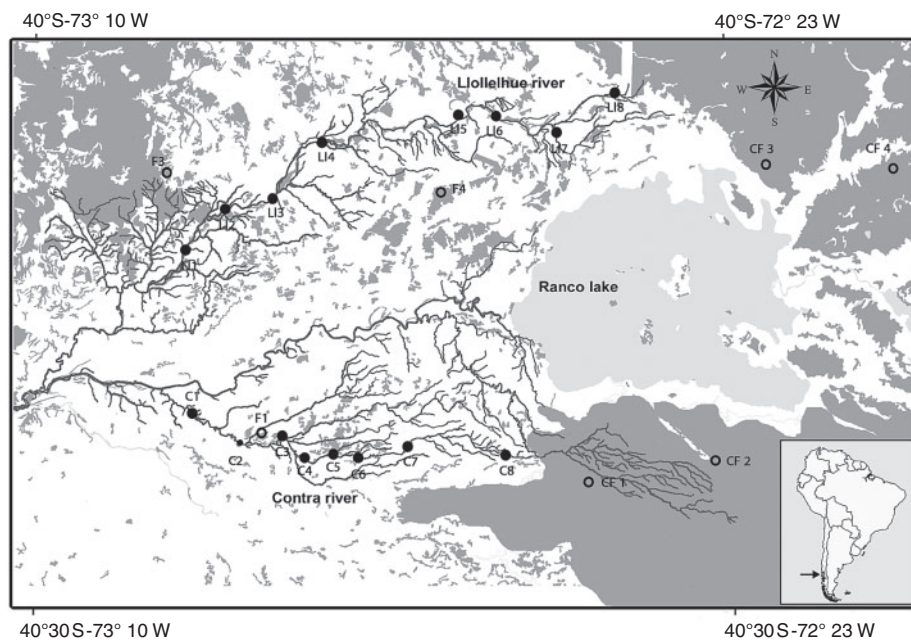 40°S-73° 10 W
40°S-72° 23 W
Llollelhue river
N
W E
S
Ll8
Ll5
Ll6
Ll7
Ll4
F3
CF 3
CF 4
F4
Ll3
Ranco lake
C1
F1
C2
C3
C4
C5
C6
C7
C8
CF 2
CF 1
Contra river
40°30 S-73° 10 W
40°30 S-72° 23 W